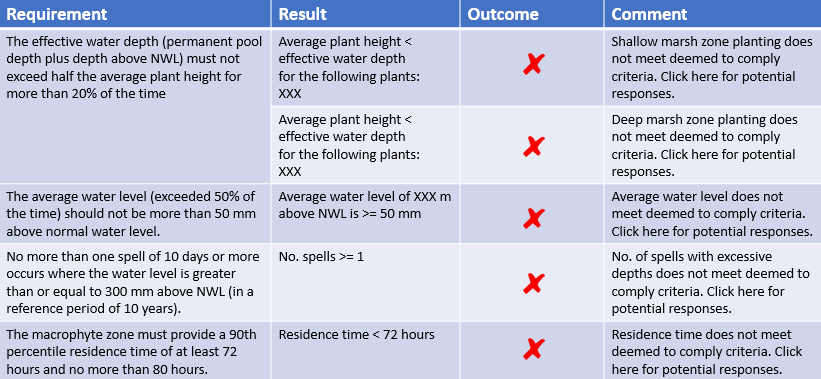 Requirement
Result
Outcome
Comment
The effective water depth (permanent pool
depth plus depth above NWL) must not
exceed half the average plant height for
more than 20% of the time
Average plant height <
effective water depth
for the following plants:
XXX
Shallow marsh zone planting does
not meet deemed to comply
criteria. Click here for potential
responses.
Average plant height <
effective water depth
for the following plants:
XXX
Deep marsh zone planting does
not meet deemed to comply
criteria. Click here for potential
responses.
The average water level (exceeded 50% of
the time) should not be more than 50 mm
above normal water level.
Average water level of XXX m
above NWL is >= 50 mm
Average water level does not
meet deemed to comply criteria.
Click here for potential responses.
No more than one spell of 10 days or more
occurs where the water level is greater
than or equal to 300 mm above NWL (in a
reference period of 10 years).
No. spells >= 1
No. of spells with excessive
depths does not meet deemed to
comply criteria. Click here for
potential responses.
The macrophyte zone must provide a 90th
percentile residence time of at least 72
hours and no more than 80 hours.
Residence time < 72 hours
Residence time does not meet
deemed to comply criteria. Click
here for potential responses.